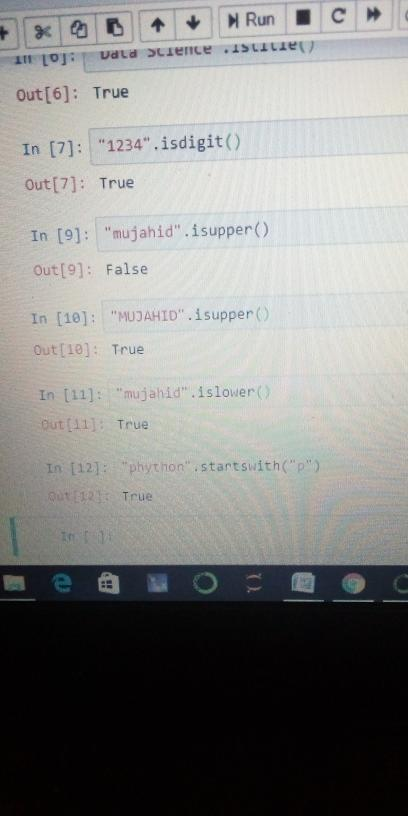 Run
In [6]: Data Science".istitle()
Out[6]: True
In [7]: "1234".isdigit()
Out[7]: True
In [9]: "mujahid".isupper()
Out[9]: False
In [10]: "MUJAHID".isupper()
Out[10]: True
In [11]: "mujahid".islower()
Out[11]: True
In [12]: "phython".startswith("p")
Out[12]: True
In [ ]: